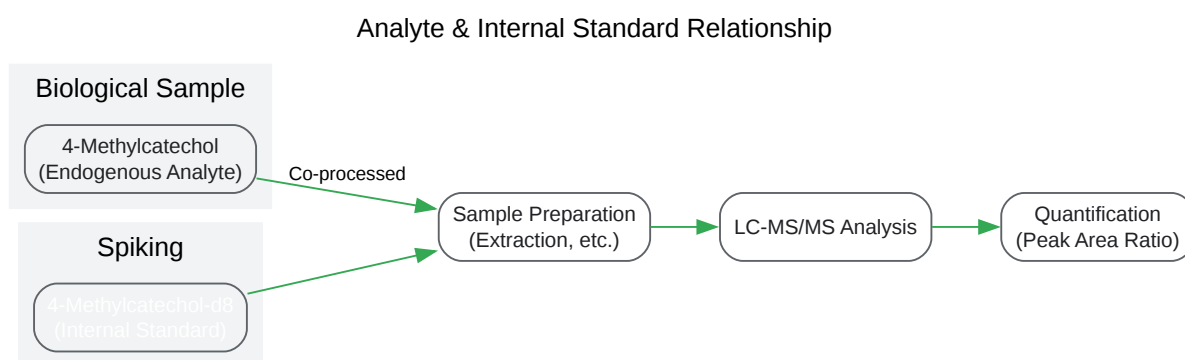 Analyte & Internal Standard Relationship
Biological Sample
4-Methylcatechol
(Endogenous Analyte)
Co-processed
Spiking
4-Methylcatechol-d8
(Internal Standard)
Sample Preparation
(Extraction, etc.)
LC-MS/MS Analysis
Quantification
(Peak Area Ratio)